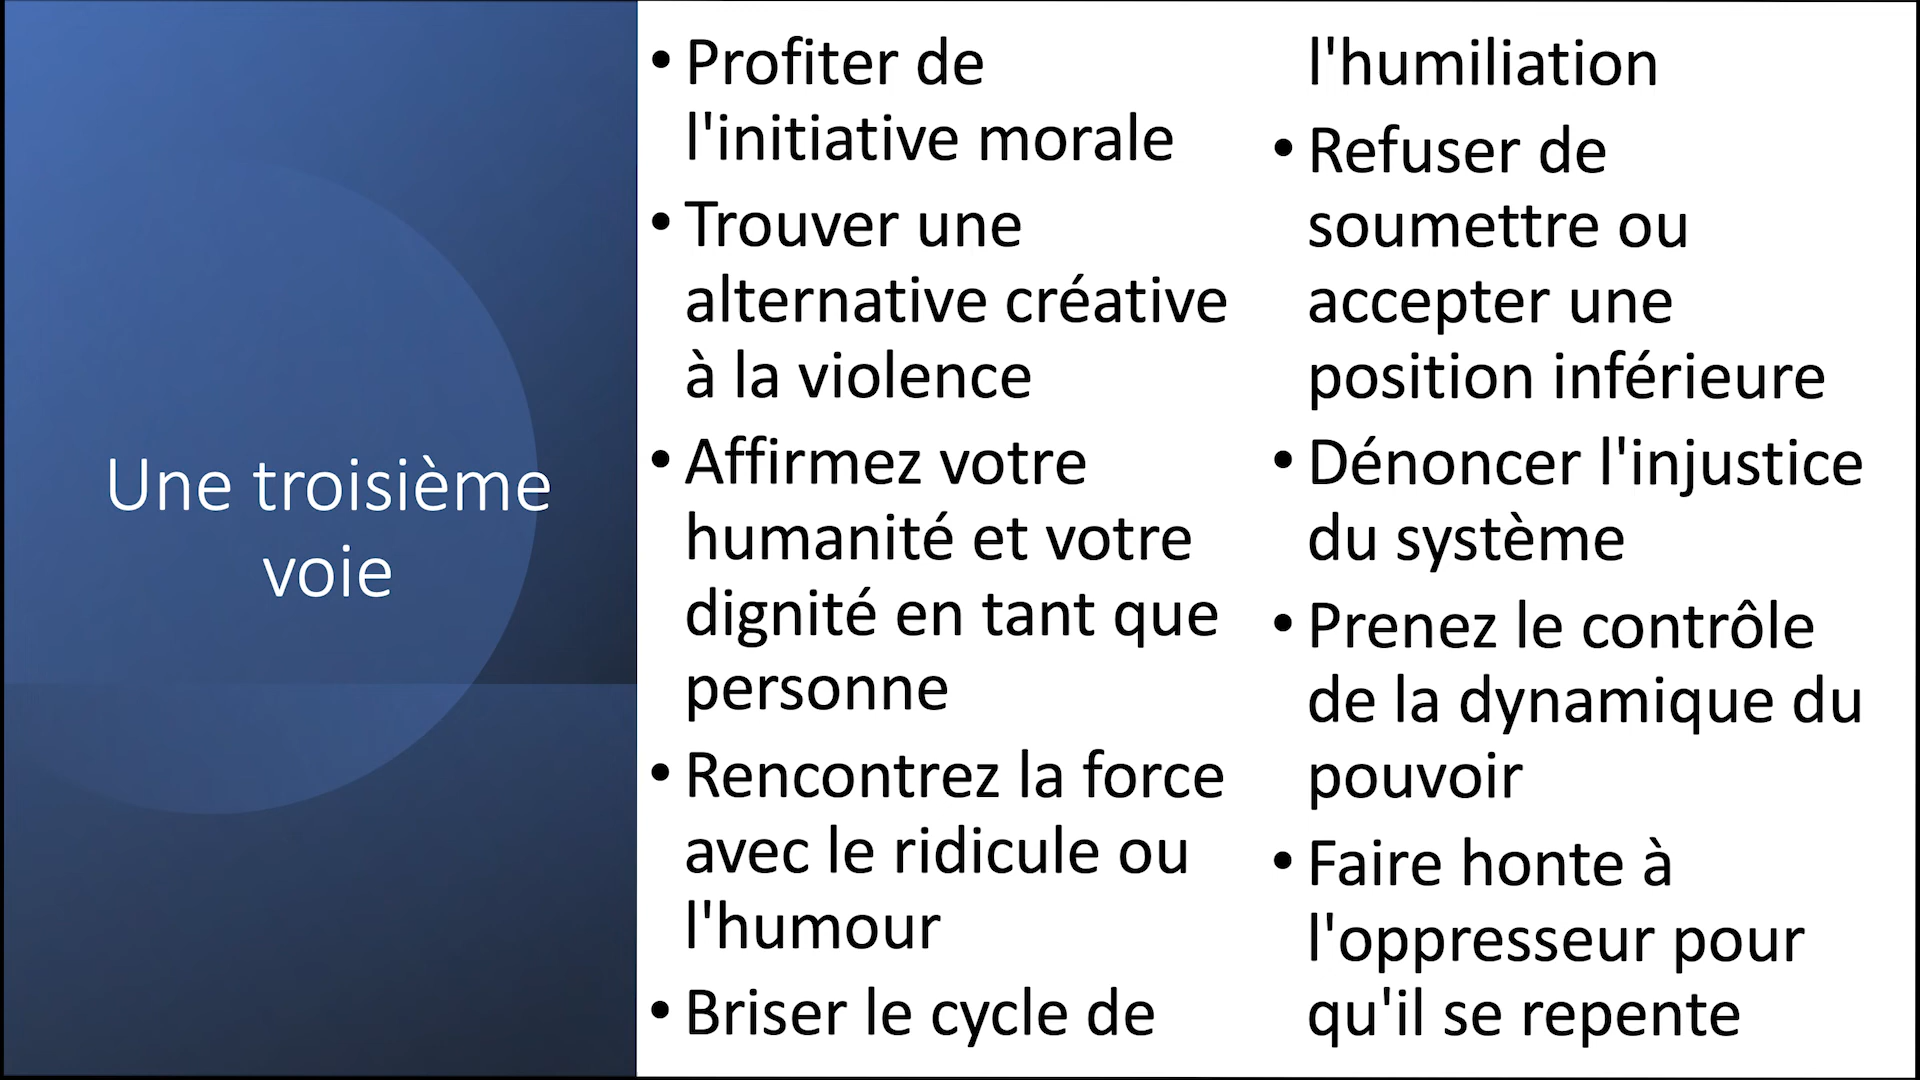 Une troisième
voie
• Profiter de
l'initiative morale
• Trouver une
alternative créative
à la violence
• Affirmez votre
humanité et votre
dignité en tant que
personne
• Rencontrez la force
avec le ridicule ou
l'humour
• Briser le cycle de
l'humiliation
• Refuser de
soumettre ou
accepter une
position inférieure
• Dénoncer l'injustice
du système
• Prenez le contrôle
de la dynamique du
pouvoir
• Faire honte à
l'oppresseur pour
qu'il se repente